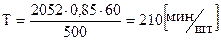 T = 2052·0,85·60 / 500 = 210 [мин/шт]